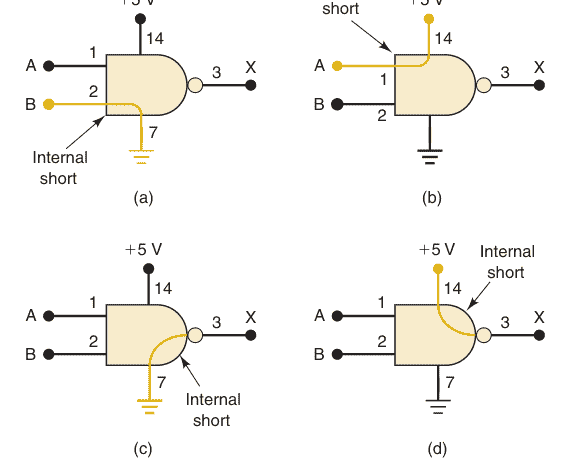 +5 V
14
A
1
3
X
B
2
7
Internal
short
(a)
short
+5 V
14
A
1
3
X
B
2
(b)
+5 V
14
A
1
3
X
B
2
7
Internal
short
(c)
+5 V
Internal
short
14
A
1
3
X
B
2
7
(d)